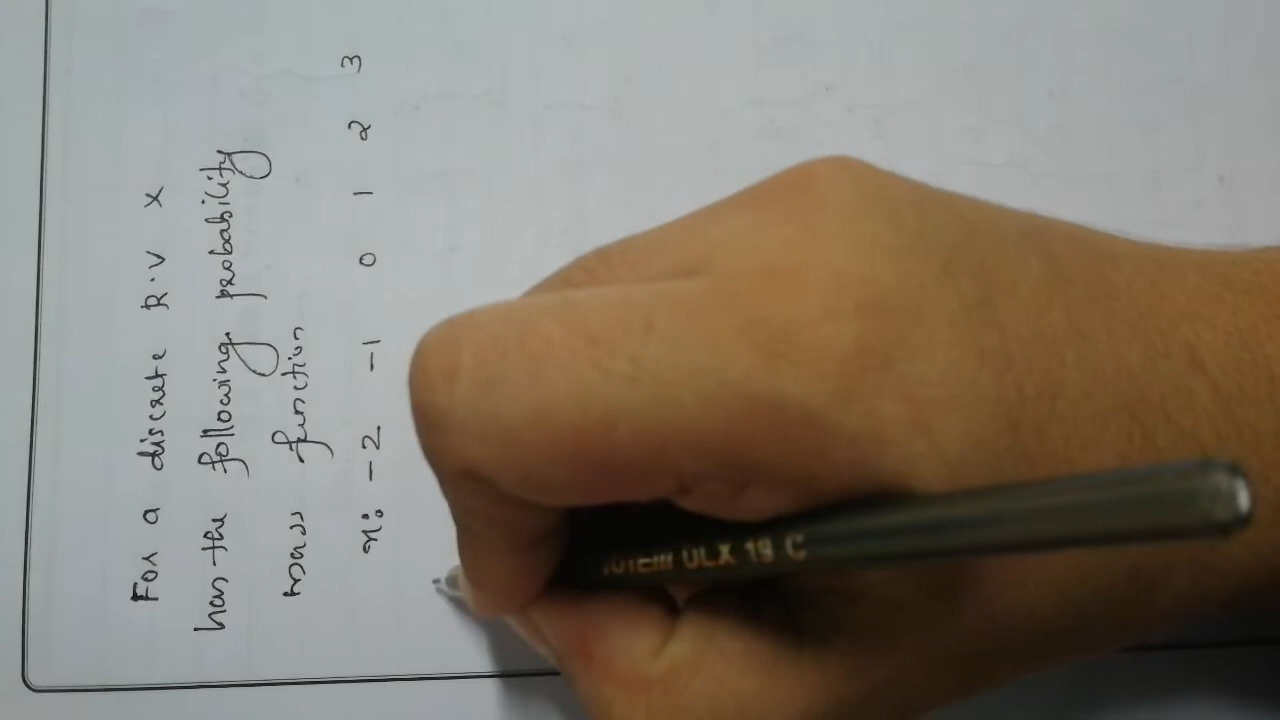 For a discrete R.V X
has the following probability
mass function
x: -2 -1 0 1 2 3
ULX 19 C